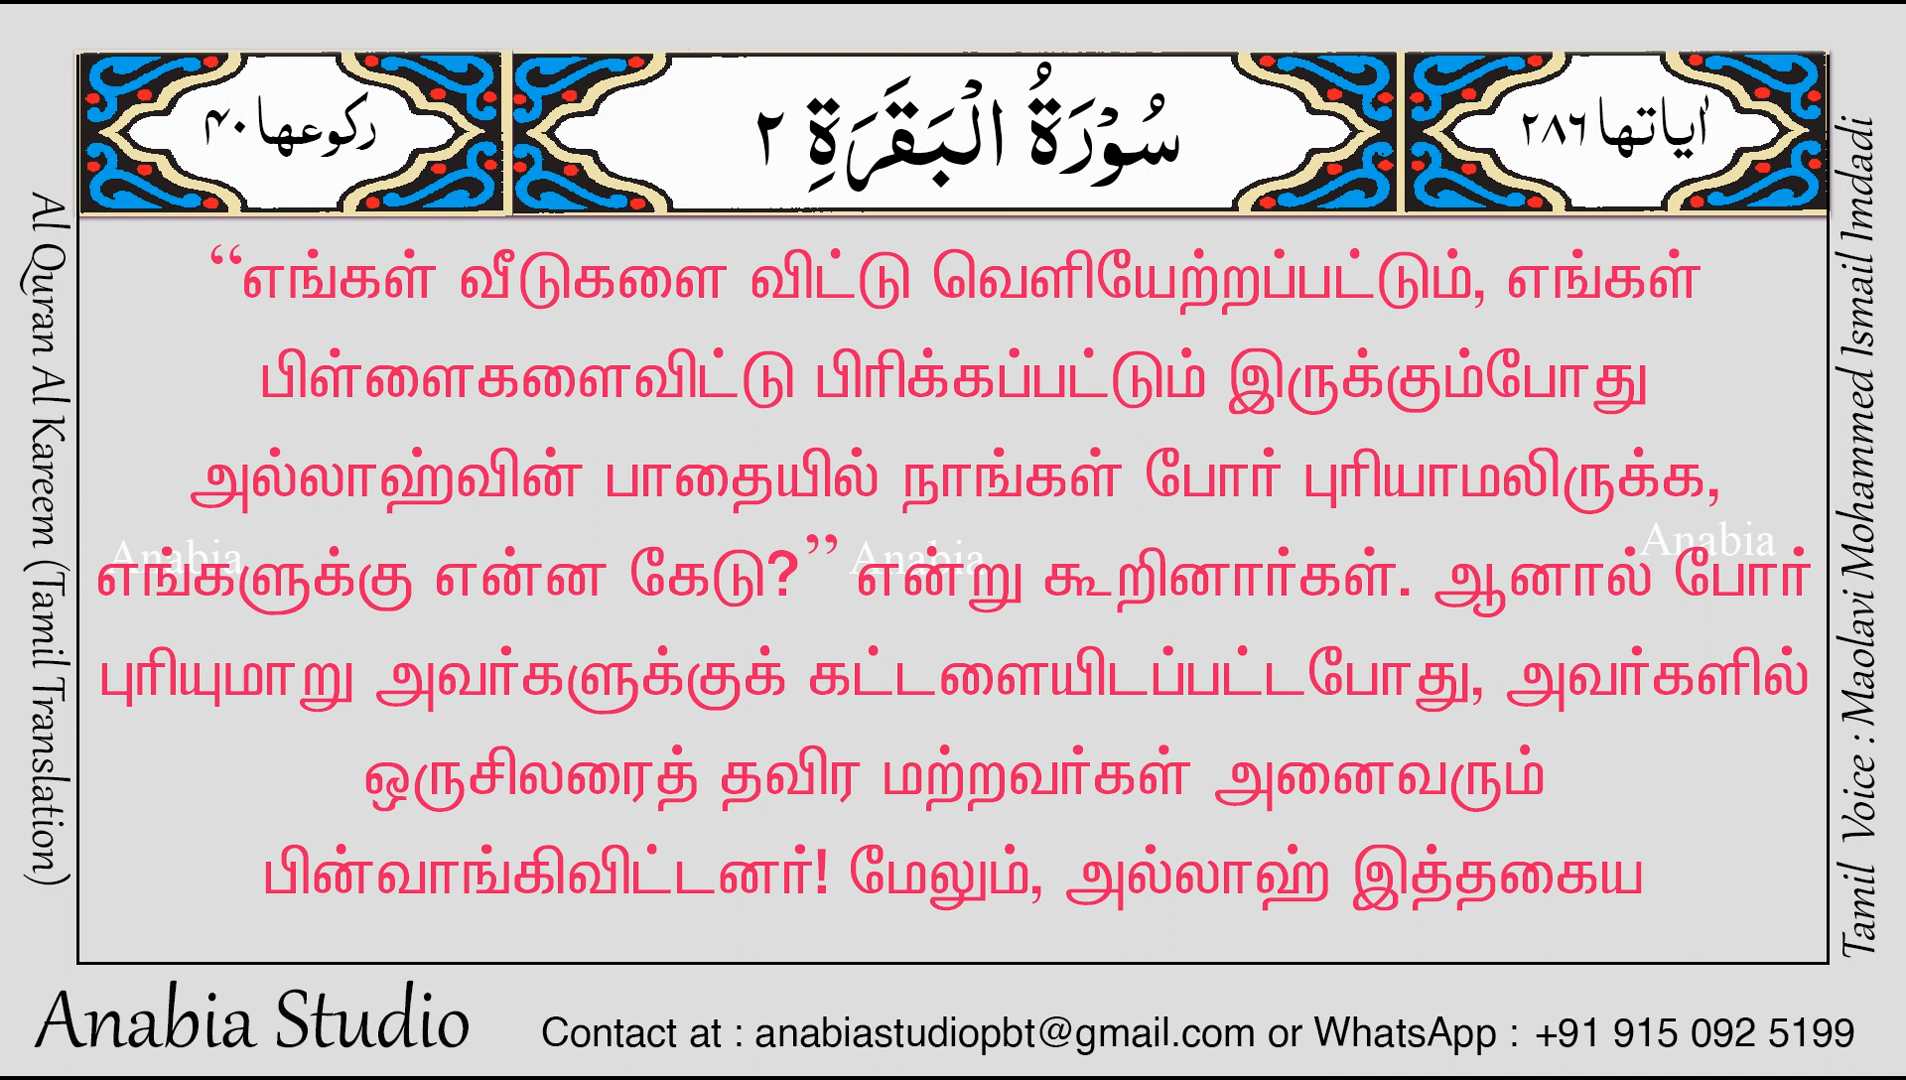 رکوعها ۴۰
سُوْرَةُ الْبَقَرَةِ ٢
اٰیاتها ٢٨٦
“எங்கள் வீடுகளை விட்டு வெளியேற்றப்பட்டும், எங்கள்
பிள்ளைகளைவிட்டு பிரிக்கப்பட்டும் இருக்கும்போது
அல்லாஹ்வின் பாதையில் நாங்கள் போர் புரியாமலிருக்க,
எங்களுக்கு என்ன கேடு?” என்று கூறினார்கள். ஆனால் போர்
புரியுமாறு அவர்களுக்குக் கட்டளையிடப்பட்டபோது, அவர்களில்
ஒருசிலரைத் தவிர மற்றவர்கள் அனைவரும்
பின்வாங்கிவிட்டனர்! மேலும், அல்லாஹ் இத்தகைய
Anabia Anabia Anabia
Al Quran Al Kareem (Tamil Translation)
Tamil Voice : Maolavi Mohammed Ismail Imdadi
Anabia Studio
Contact at : anabiastudiopbt@gmail.com or WhatsApp : +91 915 092 5199